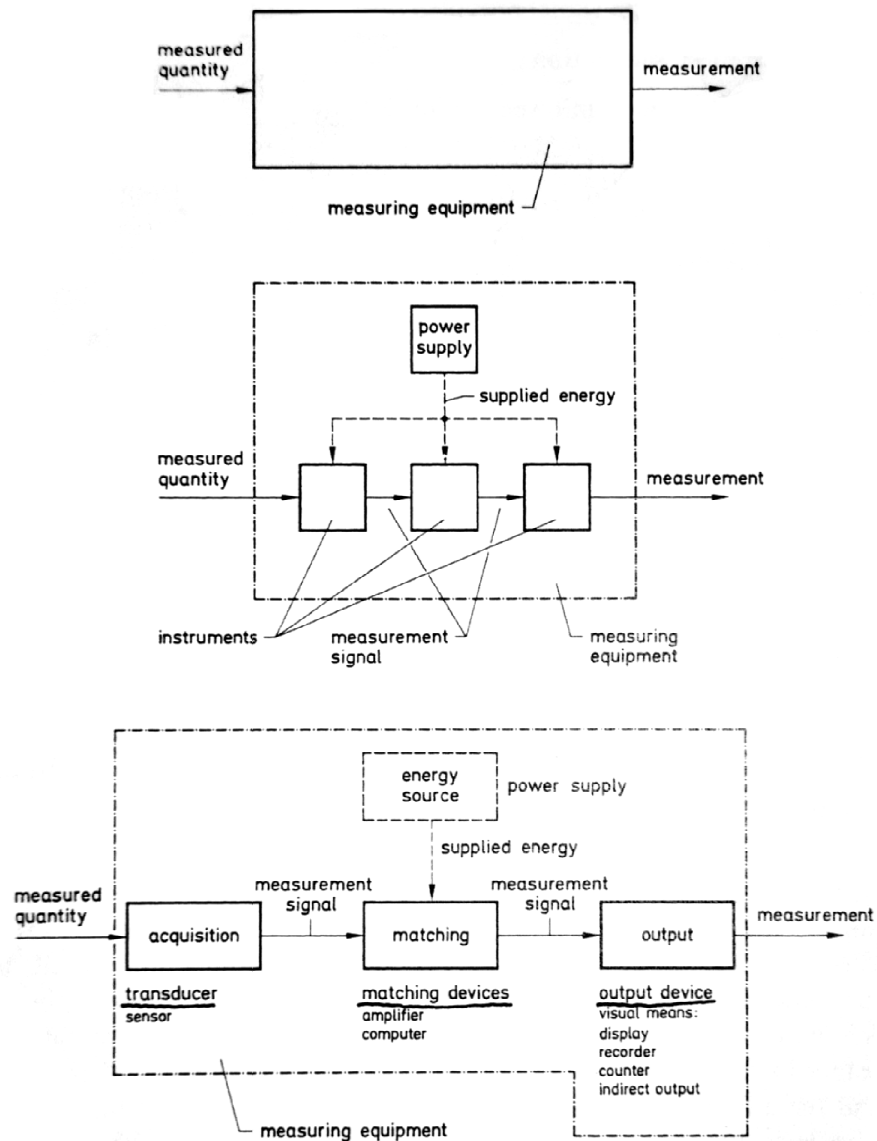 measured
quantity
measurement
measuring equipment
power
supply
supplied energy
measured
quantity
measurement
instruments
measurement
signal
measuring
equipment
energy
source
power supply
supplied energy
measured
quantity
measurement
signal
measurement
signal
measurement
acquisition
matching
output
transducer
sensor
matching devices
amplifier
computer
output device
visual means:
display
recorder
counter
indirect output
measuring equipment